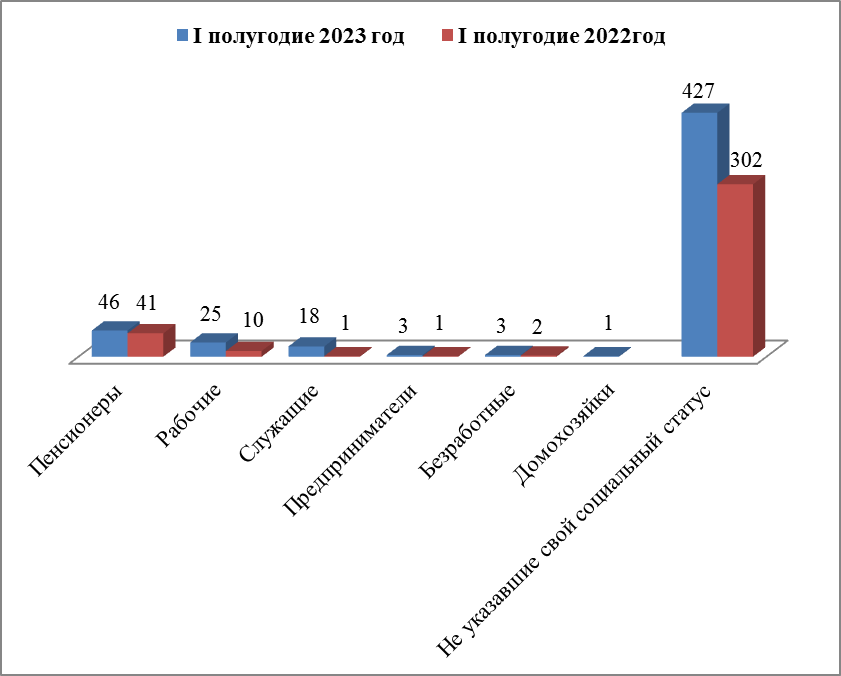 I полугодие 2023 год I полугодие 2022год
427
302
46 41 25 10 18 1 3 1 3 2 1
Пенсионеры
Рабочие
Служащие
Предприниматели
Безработные
Домохозяйки
Не указавшие свой социальный статус